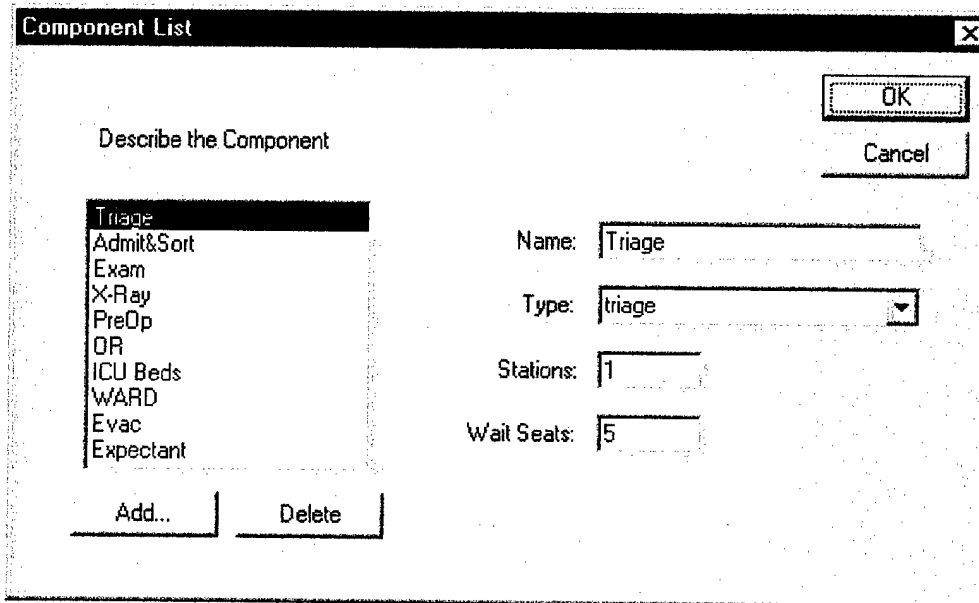 Component List
OK
Cancel
Describe the Component
Triage
Admit&Sort
Exam
X-Ray
PreOp
OR
ICU Beds
WARD
Evac
Expectant
Name: Triage
Type: triage
Stations: 1
Wait Seats: 5
Add... Delete